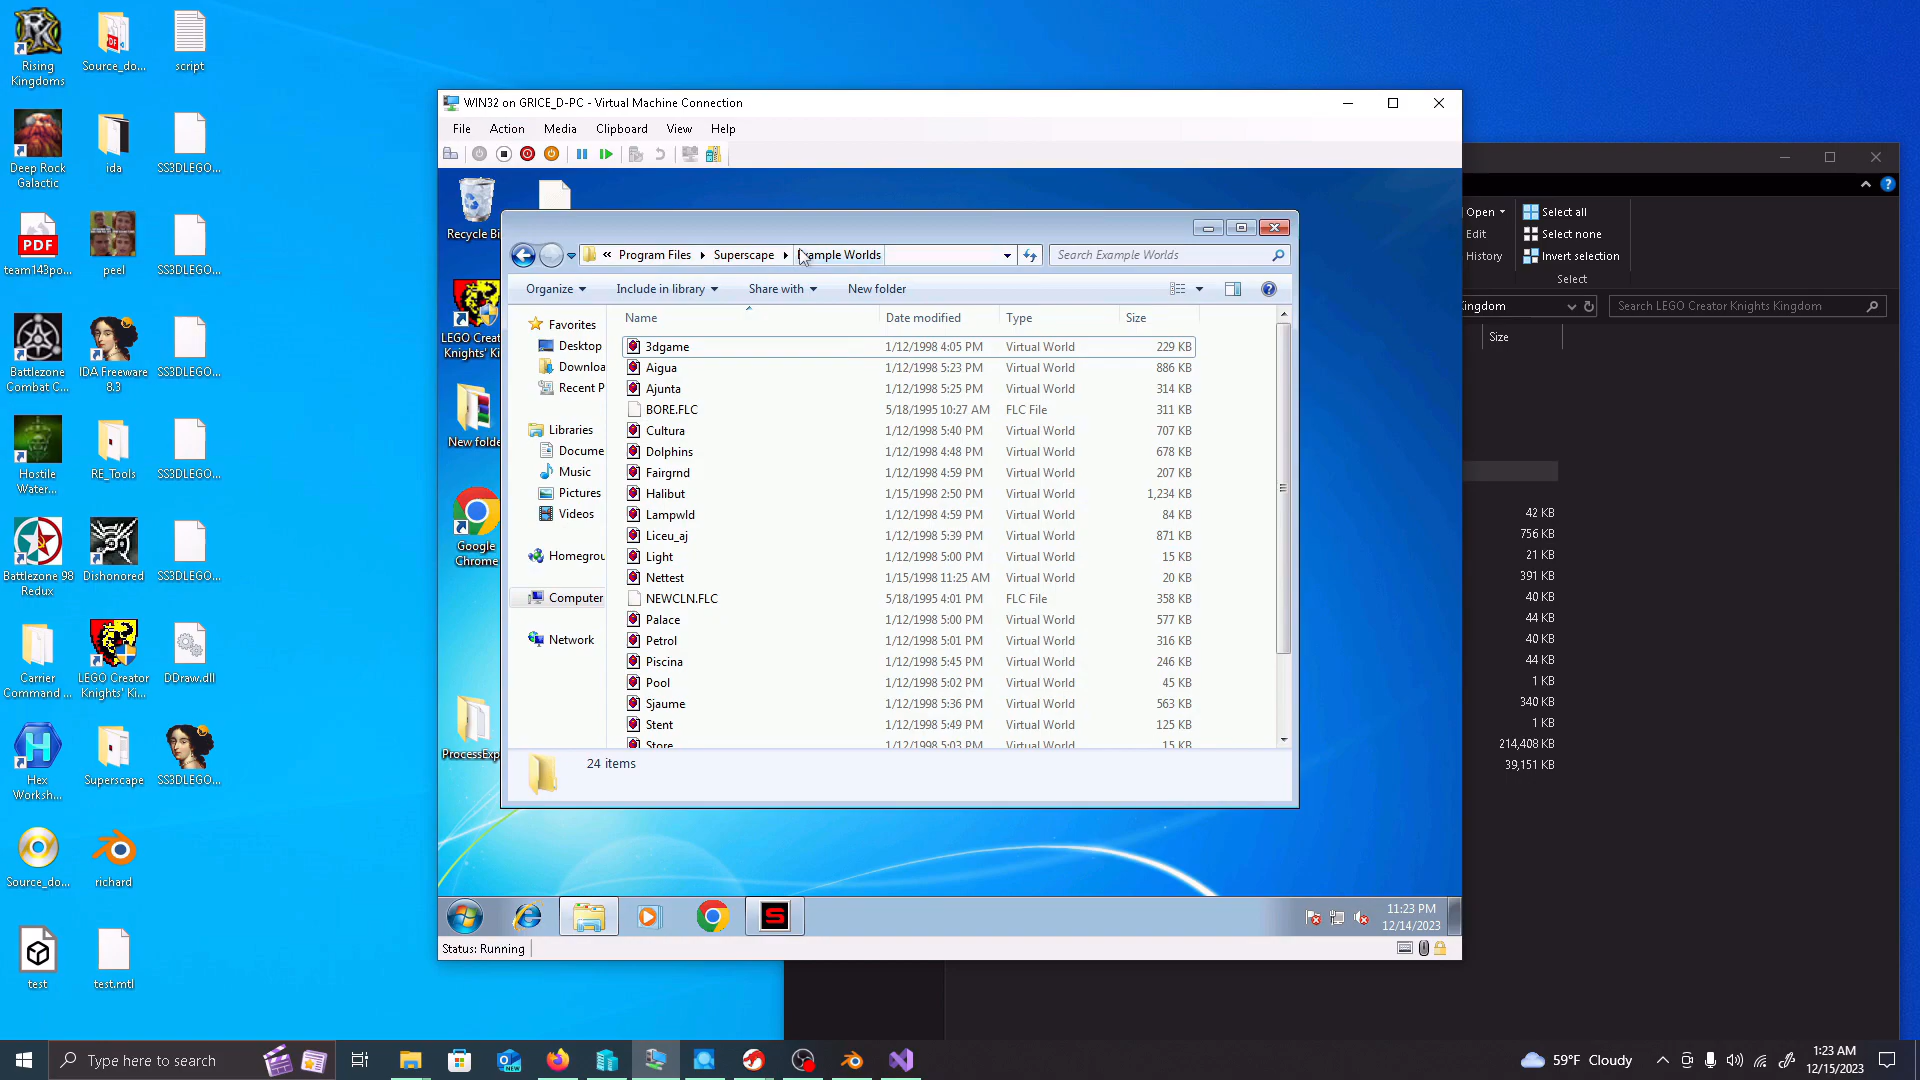 Rising
Kingdoms
Source_do...
script
Deep Rock
Galactic
ida
SS3DLEGO...
team143po...
peel
SS3DLEGO...
Battlezone
Combat C...
IDA Freeware
8.3
SS3DLEGO...
Hostile
Water...
RE_Tools
SS3DLEGO...
Battlezone 98
Redux
Dishonored
SS3DLEGO...
Carrier
Command ...
LEGO Creator
Knights' Ki...
DDraw.dll
Hex
Worksh...
Superscape
SS3DLEGO...
Source_do...
richard
test
test.mtl
WIN32 on GRICE_D-PC - Virtual Machine Connection
File Action Media Clipboard View Help
Recycle Bi
LEGO Creator
Knights' Ki
New folde
Google
Chrome
ProcessExp
« Program Files Superscape Example Worlds
Search Example Worlds
Organize Include in library Share with New folder
Favorites
Desktop
Downloa
Recent P
Libraries
Docume
Music
Pictures
Videos
Homegrou
Computer
Network
Name Date modified Type Size
3dgame 1/12/1998 4:05 PM Virtual World 229 KB
Aigua 1/12/1998 5:23 PM Virtual World 886 KB
Ajunta 1/12/1998 5:25 PM Virtual World 314 KB
BORE.FLC 5/18/1995 10:27 AM FLC File 311 KB
Cultura 1/12/1998 5:40 PM Virtual World 707 KB
Dolphins 1/12/1998 4:48 PM Virtual World 678 KB
Fairgrnd 1/12/1998 4:59 PM Virtual World 207 KB
Halibut 1/15/1998 2:50 PM Virtual World 1,234 KB
Lampwld 1/12/1998 4:59 PM Virtual World 84 KB
Liceu_aj 1/12/1998 5:39 PM Virtual World 871 KB
Light 1/12/1998 5:00 PM Virtual World 15 KB
Nettest 1/15/1998 11:25 AM Virtual World 20 KB
NEWCLN.FLC 5/18/1995 4:01 PM FLC File 358 KB
Palace 1/12/1998 5:00 PM Virtual World 577 KB
Petrol 1/12/1998 5:01 PM Virtual World 316 KB
Piscina 1/12/1998 5:45 PM Virtual World 246 KB
Pool 1/12/1998 5:02 PM Virtual World 45 KB
Sjaume 1/12/1998 5:36 PM Virtual World 563 KB
Stent 1/12/1998 5:49 PM Virtual World 125 KB
Store 1/12/1998 5:03 PM Virtual World 15 KB
24 items
11:23 PM
12/14/2023
Status: Running
Open
Edit
History
Select all
Select none
Invert selection
Select
Kingdom
Search LEGO Creator Knights Kingdom
Size
42 KB
756 KB
21 KB
391 KB
40 KB
44 KB
40 KB
44 KB
1 KB
340 KB
1 KB
214,408 KB
39,151 KB
Type here to search
59°F Cloudy
1:23 AM
12/15/2023
PDF
PDF
NEW